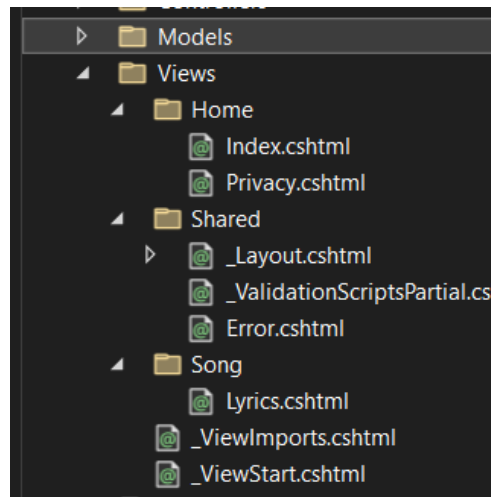 Controllers
Models
Views
Home
Index.cshtml
Privacy.cshtml
Shared
_Layout.cshtml
_ValidationScriptsPartial.cs
Error.cshtml
Song
Lyrics.cshtml
_ViewImports.cshtml
_ViewStart.cshtml